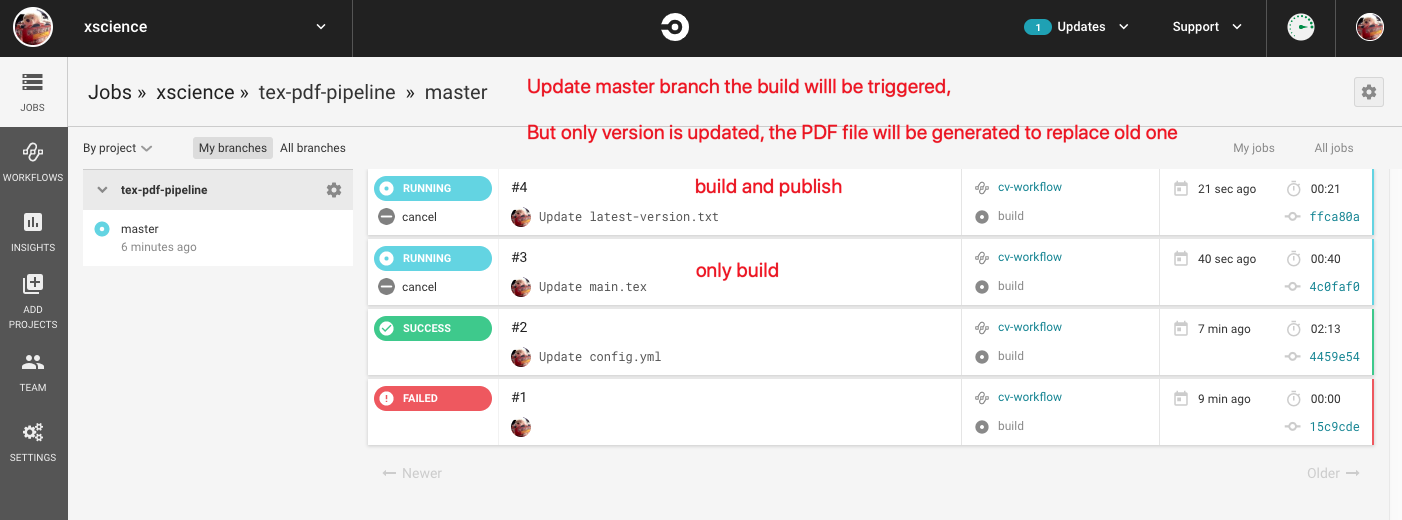 xscience
1 Updates
Support
JOBS
WORKFLOWS
INSIGHTS
ADD
PROJECTS
TEAM
SETTINGS
Jobs » xscience » tex-pdf-pipeline » master
Update master branch the build willl be triggered,
But only version is updated, the PDF file will be generated to replace old one
By project
My branches All branches
My jobs All jobs
tex-pdf-pipeline
master
6 minutes ago
RUNNING #4 build and publish cv-workflow 21 sec ago 00:21
cancel Update latest-version.txt build ffca80a
RUNNING #3 cv-workflow 40 sec ago 00:40
only build
cancel Update main.tex build 4c0faf0
SUCCESS #2 cv-workflow 7 min ago 02:13
Update config.yml build 4459e54
FAILED #1 cv-workflow 9 min ago 00:00
build 15c9cde
← Newer
Older →